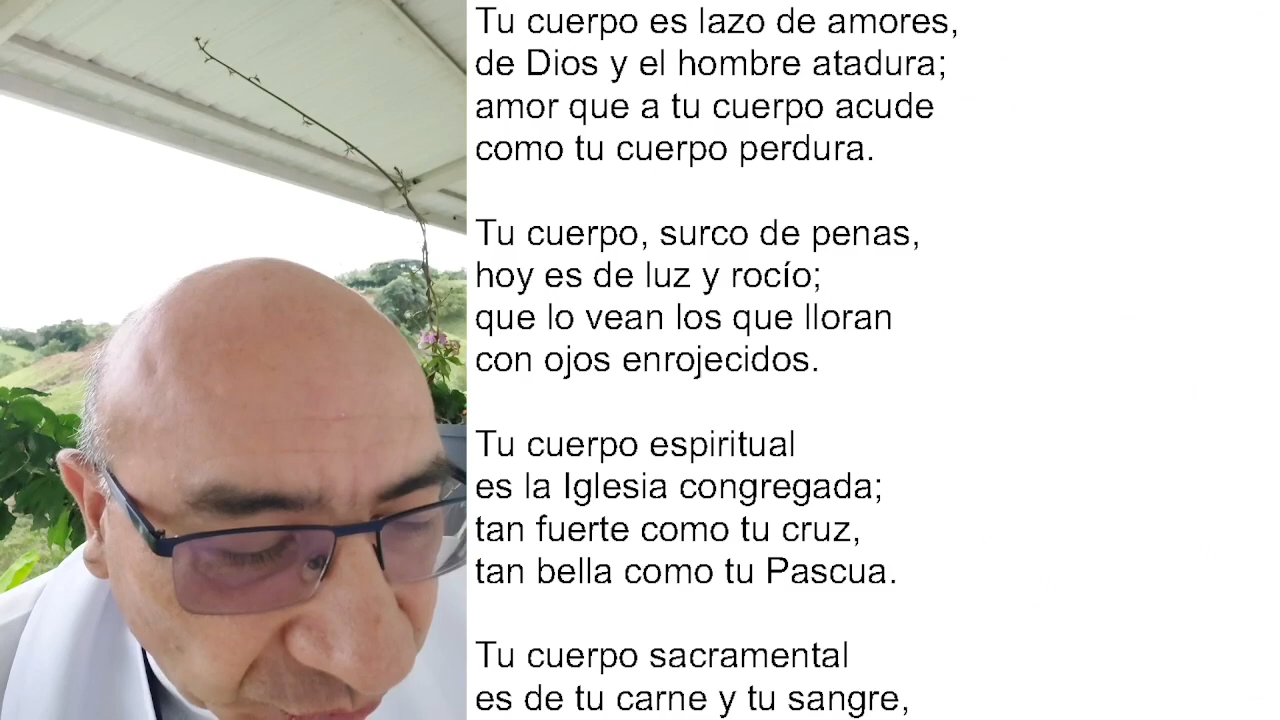 Tu cuerpo es lazo de amores,
de Dios y el hombre atadura;
amor que a tu cuerpo acude
como tu cuerpo perdura.
Tu cuerpo, surco de penas,
hoy es de luz y rocío;
que lo vean los que lloran
con ojos enrojecidos.
Tu cuerpo espiritual
es la Iglesia congregada;
tan fuerte como tu cruz,
tan bella como tu Pascua.
Tu cuerpo sacramental
es de tu carne y tu sangre,